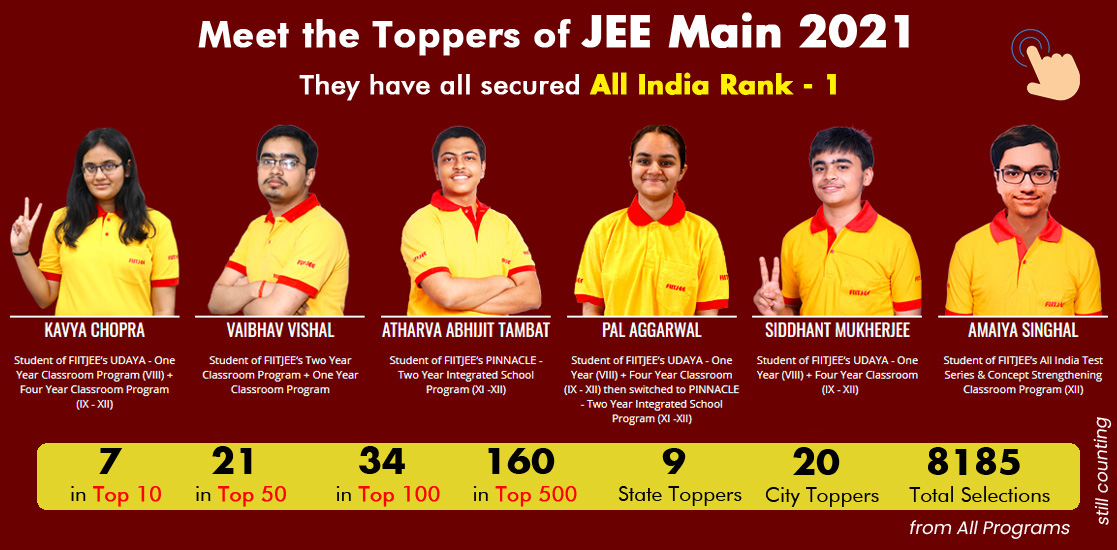 Meet the Toppers of JEE Main 2021
They have all secured All India Rank - 1
FIITJEE
FIITJEE
FIITJEE
FIITJEE
FIITJEE
KAVYA CHOPRA
Student of FIITJEE's UDAYA - One
Year Classroom Program (VIII) +
Four Year Classroom Program
(IX - XII)
VAIBHAV VISHAL
Student of FIITJEE's Two Year
Classroom Program + One Year
Classroom Program
ATHARVA ABHIJIT TAMBAT
Student of FIITJEE's PINNACLE -
Two Year Integrated School
Program (XI -XII)
PAL AGGARWAL
Student of FIITJEE's UDAYA - One
Year (VIII) + Four Year Classroom
(IX - XII) then switched to PINNACLE
- Two Year Integrated School
Program (XI -XII)
SIDDHANT MUKHERJEE
Student of FIITJEE's UDAYA - One
Year (VIII) + Four Year Classroom
(IX - XII)
AMAIYA SINGHAL
Student of FIITJEE's All India Test
Series & Concept Strengthening
Classroom Program (XII)
7
in Top 10
21
in Top 50
34
in Top 100
160
in Top 500
9
State Toppers
20
City Toppers
8185
Total Selections
still counting
from All Programs